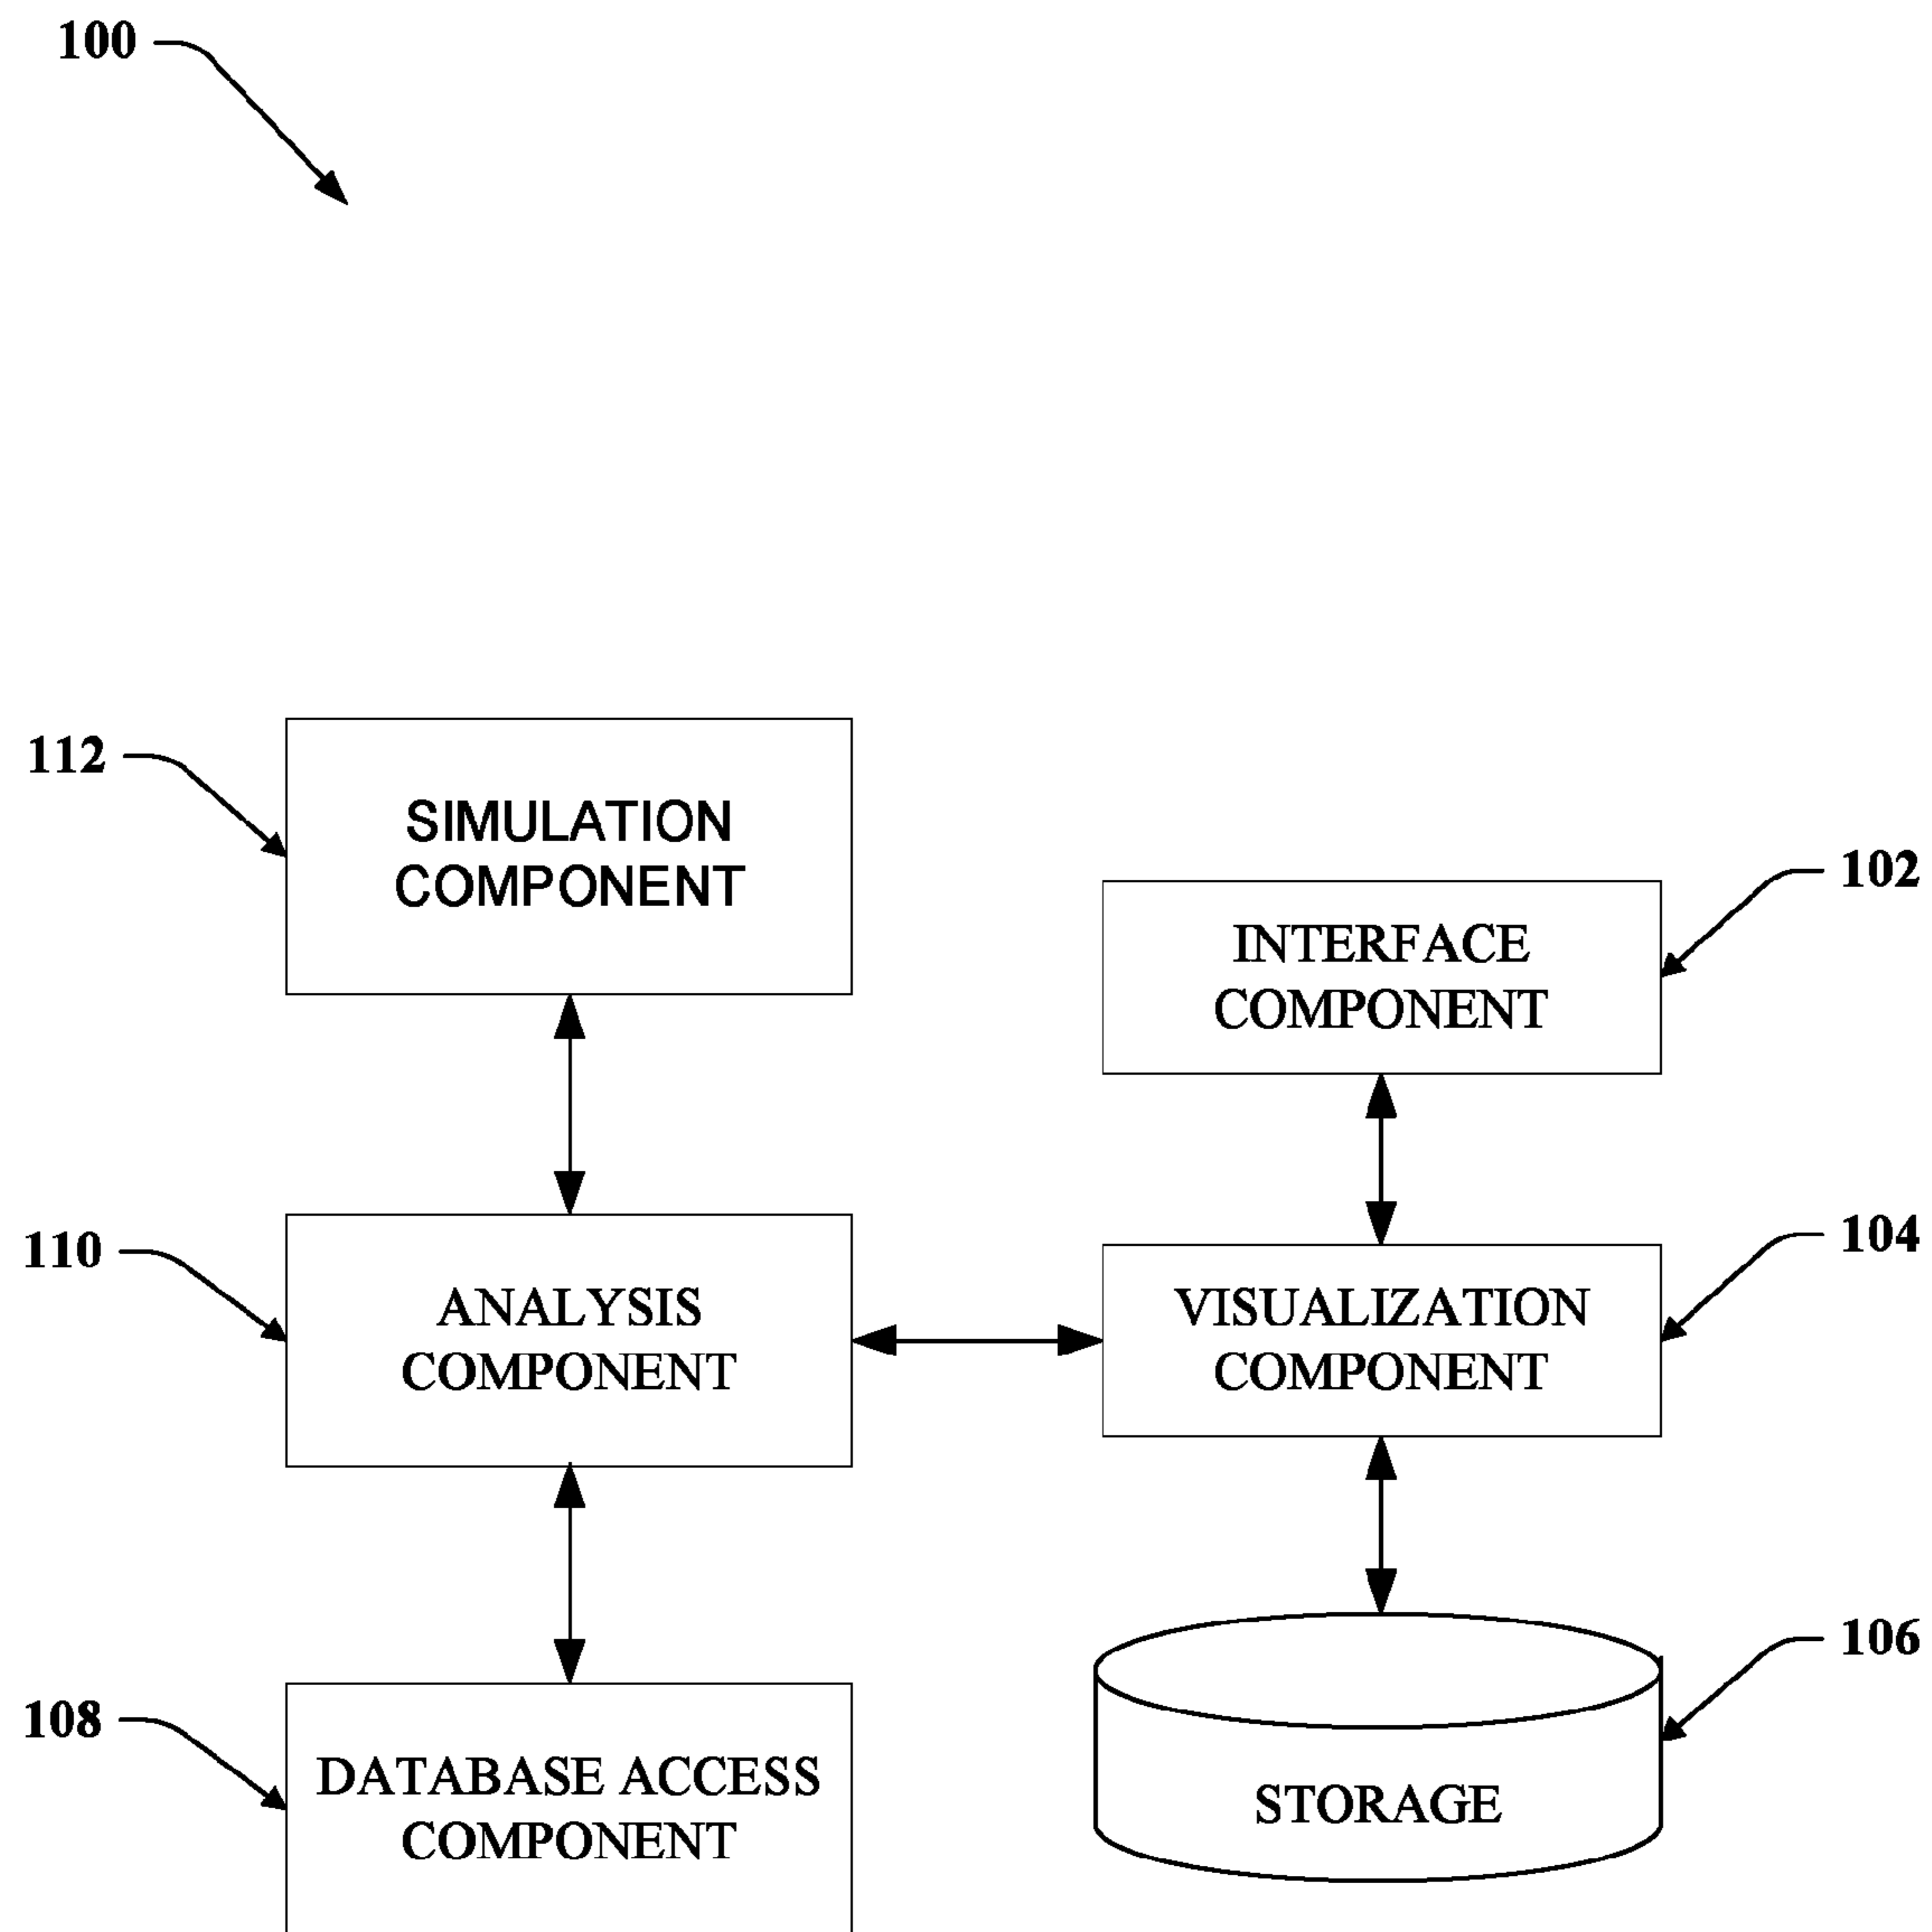 100
112
SIMULATION
COMPONENT
102
INTERFACE
COMPONENT
110
ANALYSIS
COMPONENT
104
VISUALIZATION
COMPONENT
108
DATABASE ACCESS
COMPONENT
106
STORAGE